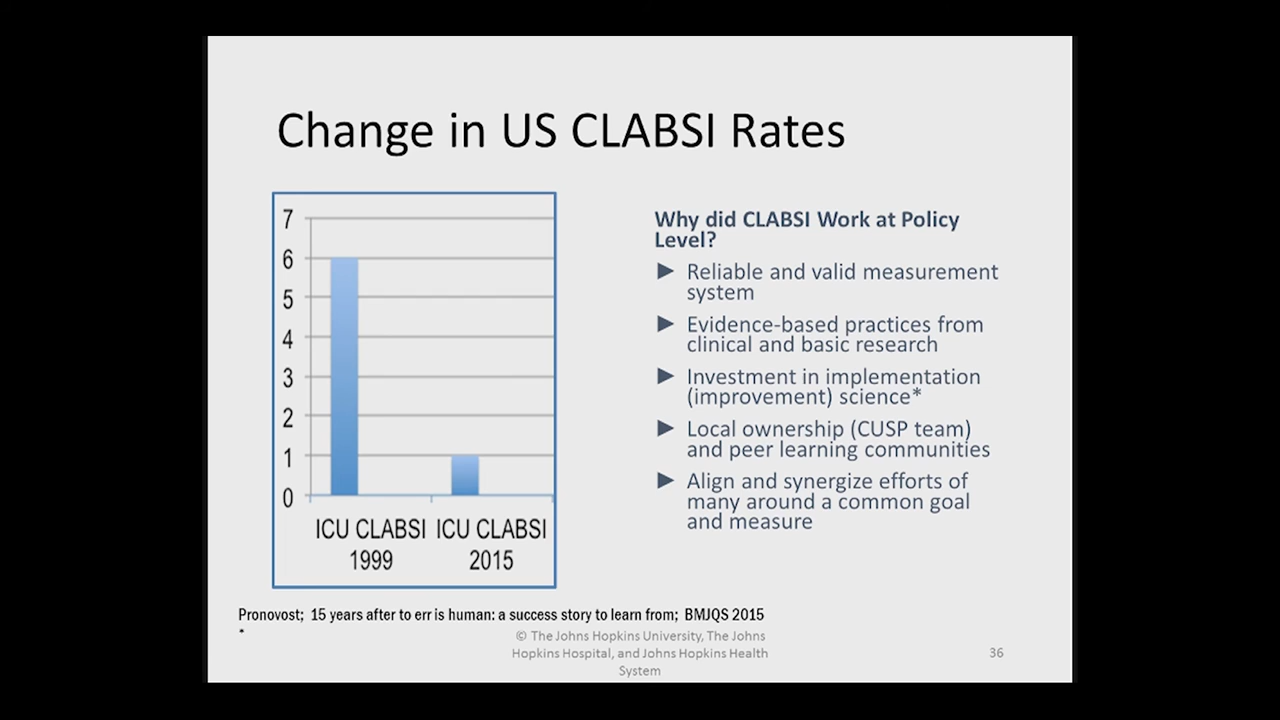 Change in US CLABSI Rates
7
6
5
4
3
2
1
0
ICU CLABSI
1999
ICU CLABSI
2015
Why did CLABSI Work at Policy
Level?
► Reliable and valid measurement
system
► Evidence-based practices from
clinical and basic research
► Investment in implementation
(improvement) science*
► Local ownership (CUSP team)
and peer learning communities
► Align and synergize efforts of
many around a common goal
and measure
Pronovost; 15 years after to err is human: a success story to learn from; BMJQS 2015
*
© The Johns Hopkins University, The Johns
Hopkins Hospital, and Johns Hopkins Health
System
36